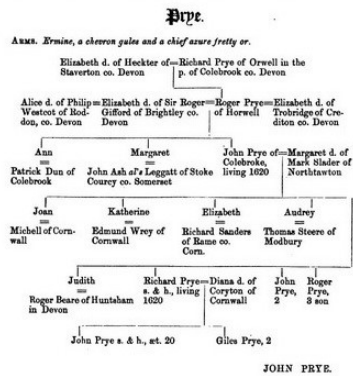 Prye.
ARMS. Ermine, a chevron gules and a chief azure fretty or.
Elizabeth d. of Heckter of=Richard Prye of Orwell in the
Staverton co. Devon p. of Colebrook co. Devon
Alice d. of Philip=Elizabeth d. of Sir Roger=Roger Prye=Elizabeth d. of
Westcot of Rod- Gifford of Brightley co. of Horwell Trobridge of Cre-
don, co. Devon Devon diton co. Devon
Ann Margaret John Prye of=Margaret d. of
= = Colebroke, Mark Slader of
Patrick Dun of John Ash al's Leggatt of Stoke living 1620 Northtawton
Colebrook Courcy co. Somerset
Joan Katherine Elizabeth Audrey
= = = =
Michell of Corn- Edmund Wrey of Richard Sanders Thomas Steere of
wall Cornwall of Rame co. Modbury
Corn.
Judith Richard Prye=Diana d. of John Roger
= s. & h., living Coryton of Prye, Prye,
Roger Beare of Huntsham 1620 Cornwall 2 3 son
in Devon
John Prye s. & h., æt. 20 Giles Prye, 2
JOHN PRYE.